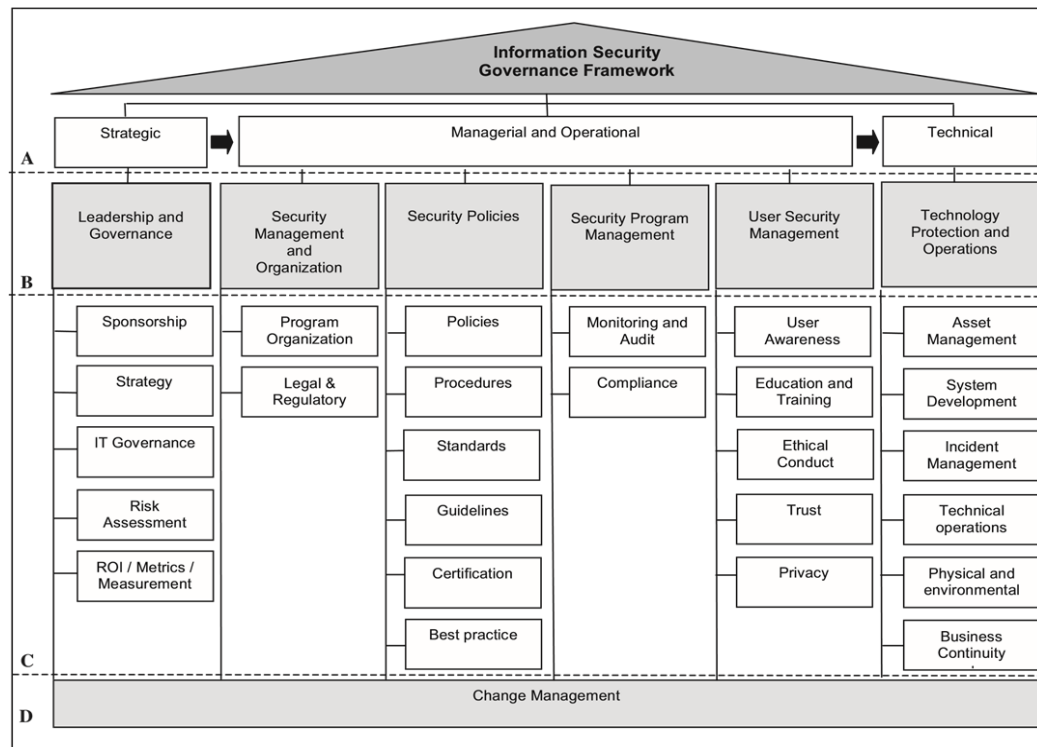 Information Security
Governance Framework
Strategic
Managerial and Operational
Technical
A
Leadership and
Governance
Security
Management
and
Organization
Security Policies
Security Program
Management
User Security
Management
Technology
Protection and
Operations
B
Sponsorship
Strategy
IT Governance
Risk
Assessment
ROI / Metrics /
Measurement
Program
Organization
Legal &
Regulatory
Policies
Procedures
Standards
Guidelines
Certification
Best practice
Monitoring and
Audit
Compliance
User
Awareness
Education and
Training
Ethical
Conduct
Trust
Privacy
Asset
Management
System
Development
Incident
Management
Technical
operations
Physical and
environmental
Business
Continuity
C
Change Management
D